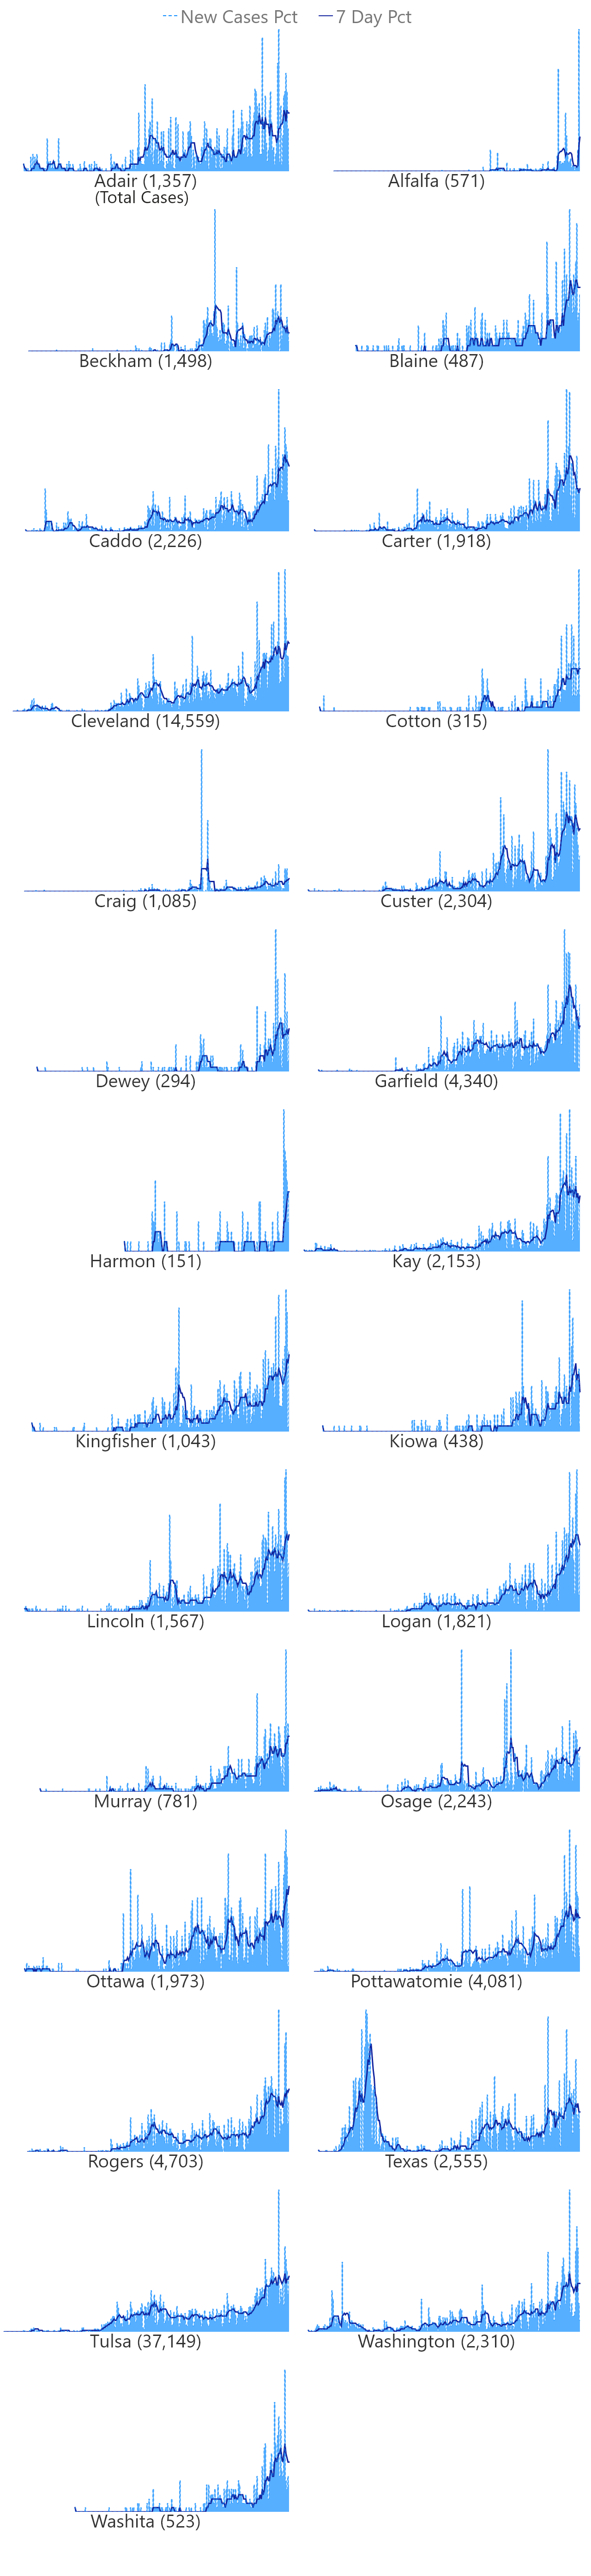 New Cases Pct 7 Day Pct
Adair (1,357) Alfalfa (571)
(Total Cases)
Beckham (1,498) Blaine (487)
Caddo (2,226) Carter (1,918)
Cleveland (14,559) Cotton (315)
Craig (1,085) Custer (2,304)
Dewey (294) Garfield (4,340)
Harmon (151) Kay (2,153)
Kingfisher (1,043) Kiowa (438)
Lincoln (1,567) Logan (1,821)
Murray (781) Osage (2,243)
Ottawa (1,973) Pottawatomie (4,081)
Rogers (4,703) Texas (2,555)
Tulsa (37,149) Washington (2,310)
Washita (523)